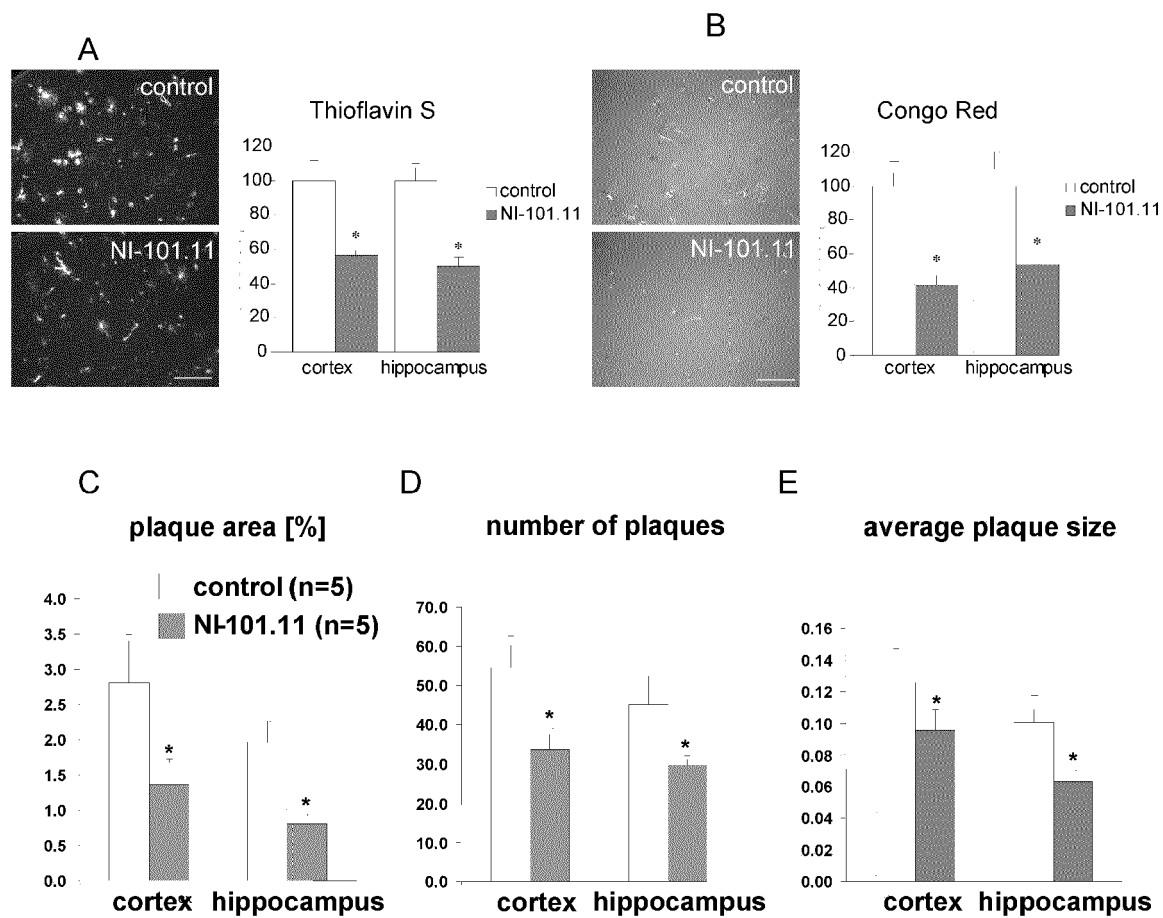 A
control
NI-101.11
Thioflavin S
120
100
80
60
40
20
0
*
*
cortex
hippocampus
control
NI-101.11
B
control
NI-101.11
Congo Red
120
100
80
60
40
20
0
*
*
cortex
hippocampus
control
NI-101.11
C
plaque area [%]
control (n=5)
NI-101.11 (n=5)
4.0
3.5
3.0
2.5
2.0
1.5
1.0
0.5
0.0
*
*
cortex
hippocampus
D
number of plaques
70.0
60.0
50.0
40.0
30.0
20.0
10.0
0.0
*
*
cortex
hippocampus
E
average plaque size
0.16
0.14
0.12
0.10
0.08
0.06
0.04
0.02
0.00
*
*
cortex
hippocampus